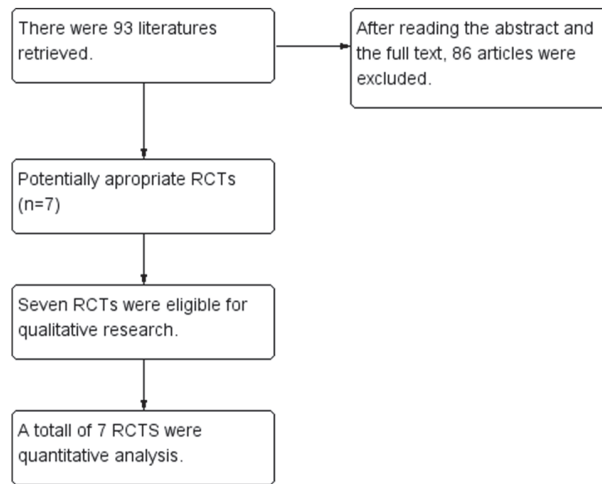 There were 93 literatures
retrieved.
After reading the abstract and
the full text, 86 articles were
excluded.
Potentially apropriate RCTs
(n=7)
Seven RCTs were eligible for
qualitative research.
A totall of 7 RCTS were
quantitative analysis.